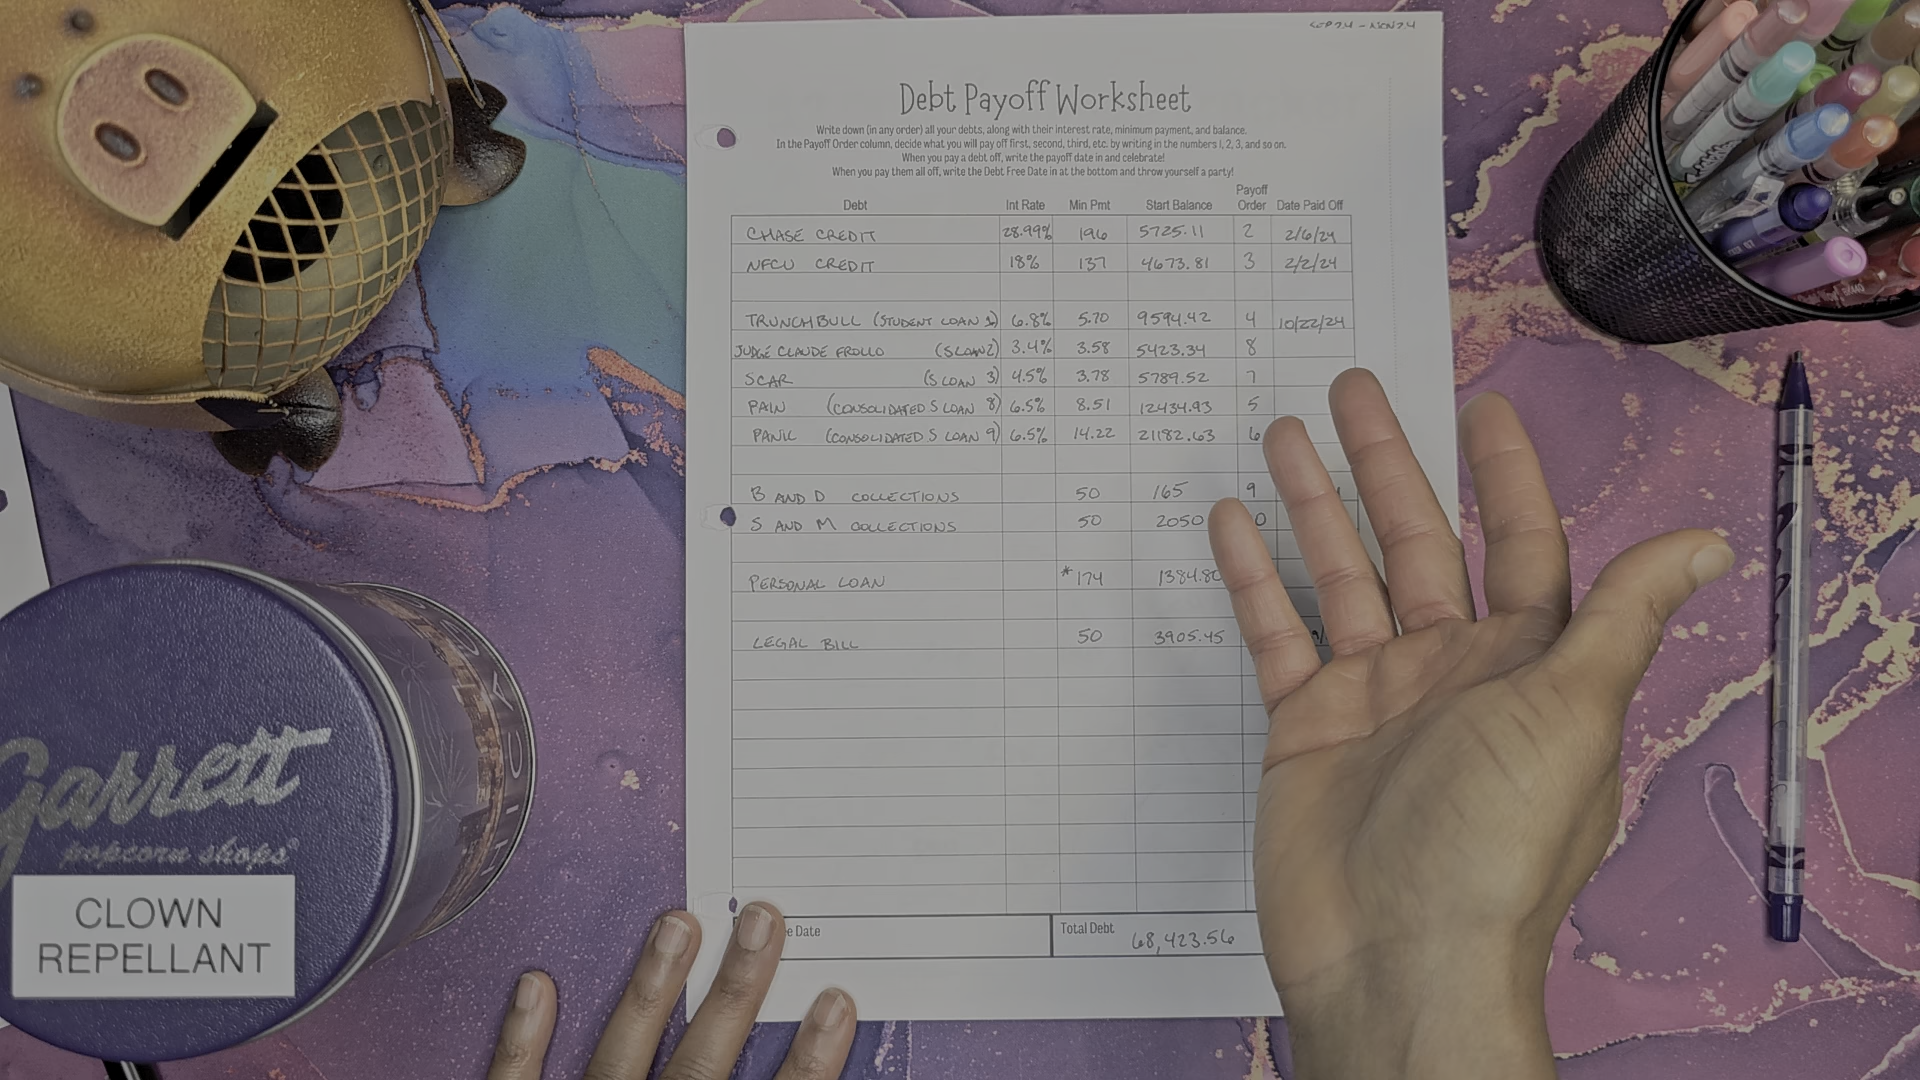 SEP 24 - NOV 24
Debt Payoff Worksheet
Write down (in any order) all your debts, along with their interest rate, minimum payment, and balance.
In the Payoff Order column, decide what you will pay off first, second, third, etc. by writing in the numbers 1, 2, 3, and so on.
When you pay a debt off, write the payoff date in and celebrate!
When you pay them all off, write the Debt Free Date in at the bottom and throw yourself a party!
Debt Int Rate Min Pmt Start Balance Payoff Order Date Paid Off
CHASE CREDIT 28.99% 196 5725.11 2 2/6/24
NFCU CREDIT 18% 137 4673.81 3 2/2/24
TRUNCHBULL (STUDENT LOAN 1) 6.8% 5.70 9594.42 4 10/22/24
JUDGE CLAUDE FROLLO (S LOAN 2) 3.4% 3.58 5423.34 8
SCAR (S LOAN 3) 4.5% 3.78 5789.52 7
PAIN (CONSOLIDATED S LOAN 8) 6.5% 8.51 12434.93 5
PANIC (CONSOLIDATED S LOAN 9) 6.5% 14.22 21182.63 6
B AND D COLLECTIONS 50 165 9
S AND M COLLECTIONS 50 2050 0
PERSONAL LOAN *174 1384.80
LEGAL BILL 50 3905.45
e Date Total Debt 68,423.56
Garrett
popcorn shops
CLOWN
REPELLANT